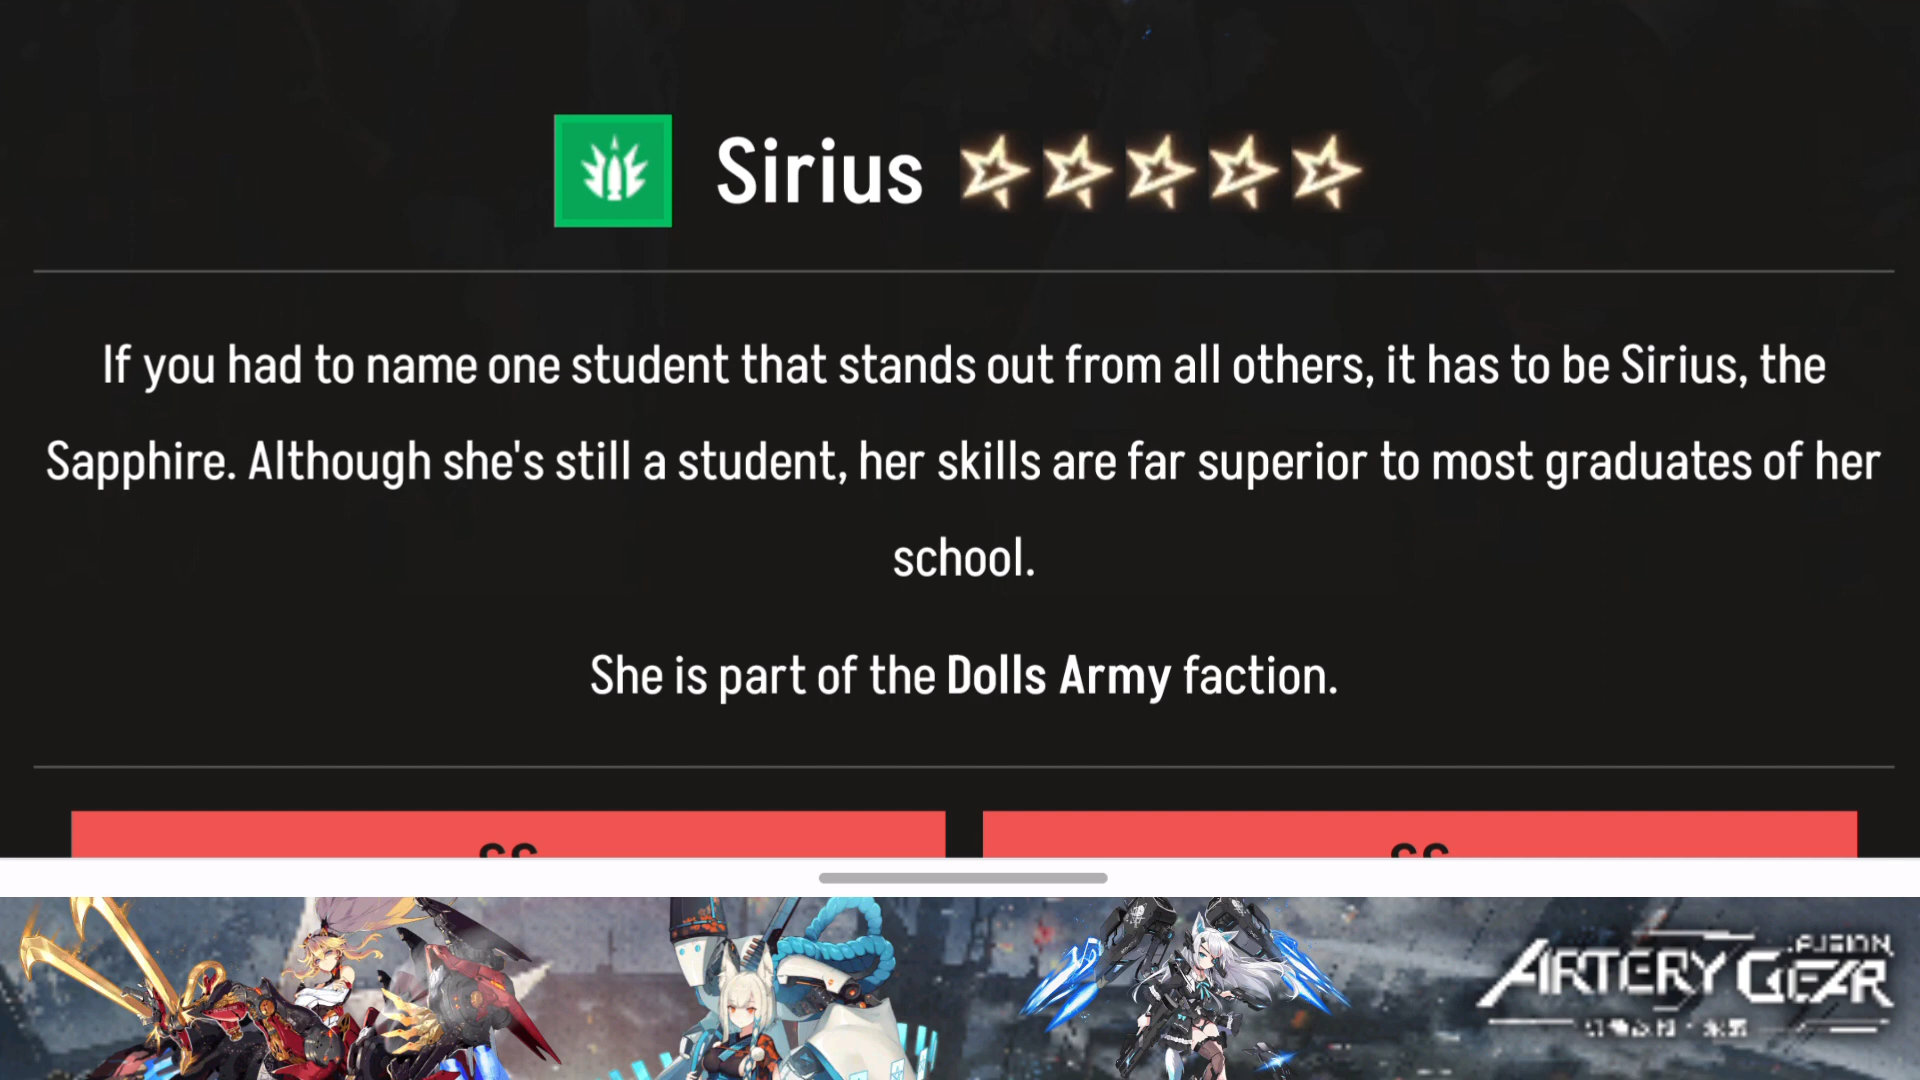 Sirius
If you had to name one student that stands out from all others, it has to be Sirius, the
Sapphire. Although she's still a student, her skills are far superior to most graduates of her
school.
She is part of the Dolls Army faction.
ARTERY GEAR
FUSION